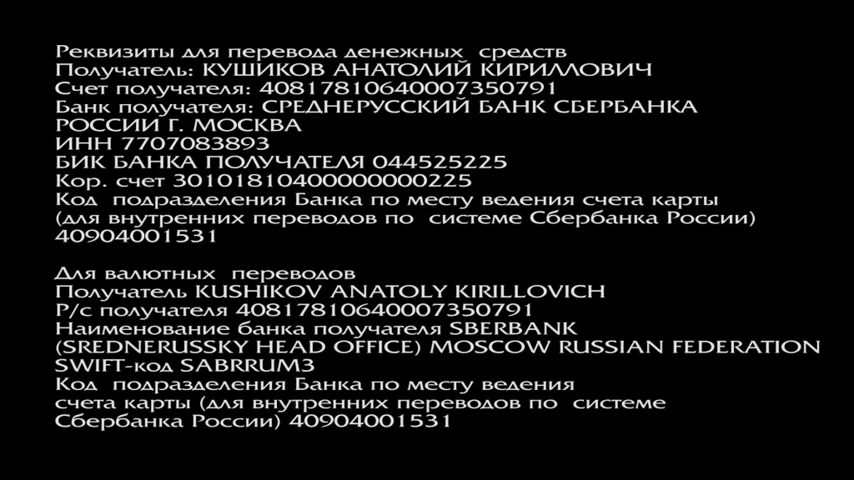 Реквизиты для перевода денежных средств
Получатель: КУШИКОВ АНАТОЛИЙ КИРИЛЛОВИЧ
Счет получателя: 40817810640007350791
Банк получателя: СРЕДНЕРУССКИЙ БАНК СБЕРБАНКА
РОССИИ Г. МОСКВА
ИНН 7707083893
БИК БАНКА ПОЛУЧАТЕЛЯ 044525225
Кор. счет 30101810400000000225
Код подразделения Банка по месту ведения счета карты
(для внутренних переводов по системе Сбербанка России)
40904001531
Для валютных переводов
Получатель KUSHIKOV ANATOLY KIRILLOVICH
Р/с получателя 40817810640007350791
Наименование банка получателя SBERBANK
(SREDNERUSSKY HEAD OFFICE) MOSCOW RUSSIAN FEDERATION
SWIFT-код SABRRUM3
Код подразделения Банка по месту ведения
счета карты (для внутренних переводов по системе
Сбербанка России) 40904001531